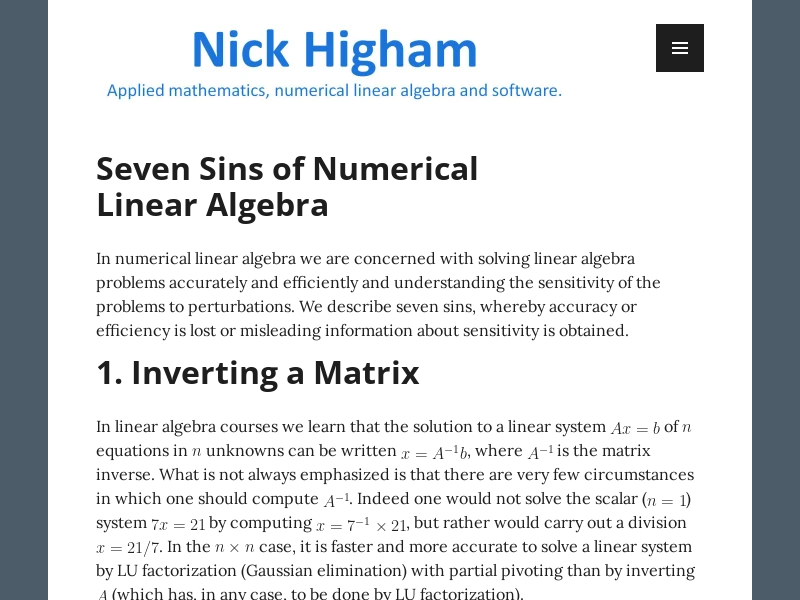 Nick Higham
Applied mathematics, numerical linear algebra and software.
Seven Sins of Numerical
Linear Algebra
In numerical linear algebra we are concerned with solving linear algebra
problems accurately and efficiently and understanding the sensitivity of the
problems to perturbations. We describe seven sins, whereby accuracy or
efficiency is lost or misleading information about sensitivity is obtained.
1. Inverting a Matrix
In linear algebra courses we learn that the solution to a linear system Ax = b of n
equations in n unknowns can be written x = A⁻¹b, where A⁻¹ is the matrix
inverse. What is not always emphasized is that there are very few circumstances
in which one should compute A⁻¹. Indeed one would not solve the scalar (n = 1)
system 7x = 21 by computing x = 7⁻¹ × 21, but rather would carry out a division
x = 21/7. In the n × n case, it is faster and more accurate to solve a linear system
by LU factorization (Gaussian elimination) with partial pivoting than by inverting
A (which has, in any case, to be done by LU factorization).